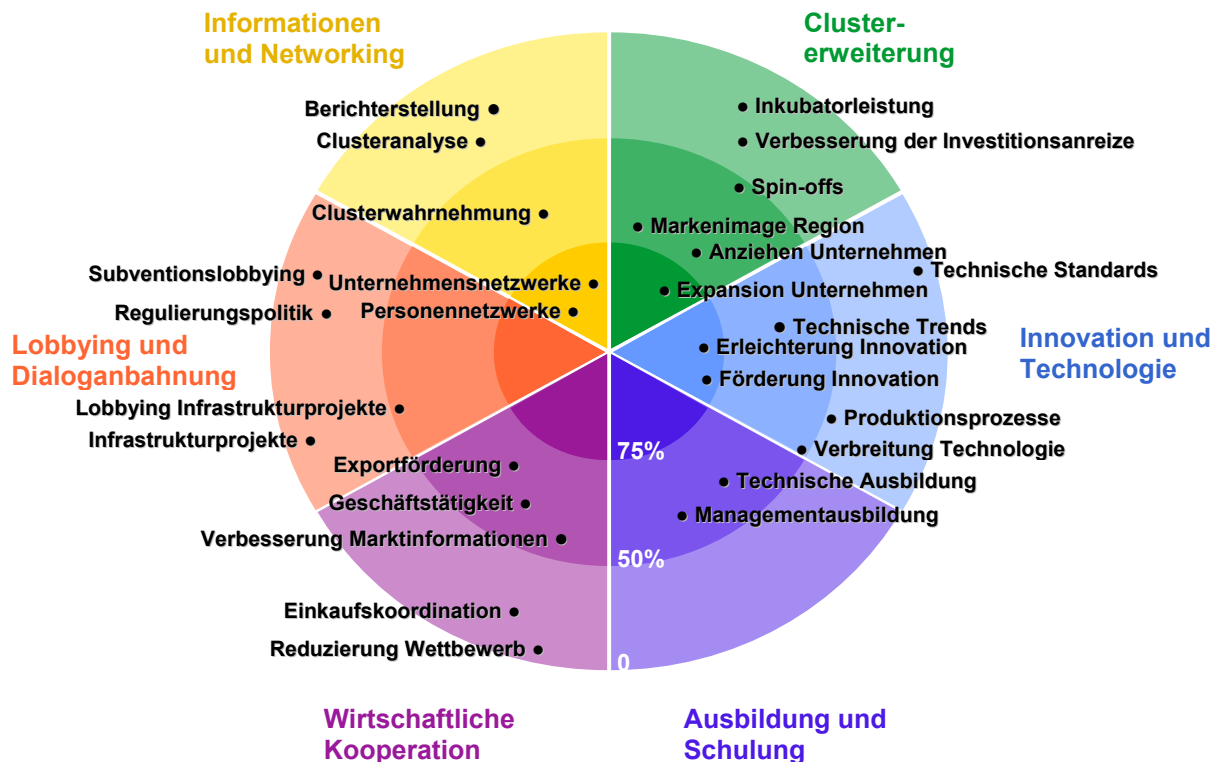 Informationen
und Networking
Cluster-
erweiterung
Berichterstellung
Clusteranalyse
Clusterwahrnehmung
Unternehmensnetzwerke
Personennetzwerke
Inkubatorleistung
Verbesserung der Investitionsanreize
Spin-offs
Markenimage Region
Anziehen Unternehmen
Expansion Unternehmen
Subventionslobbying
Regulierungspolitik
Lobbying und
Dialoganbahnung
Lobbying Infrastrukturprojekte
Infrastrukturprojekte
Technische Standards
Technische Trends
Erleichterung Innovation
Förderung Innovation
Innovation und
Technologie
Produktionsprozesse
Verbreitung Technologie
Exportförderung
Geschäftstätigkeit
Verbesserung Marktinformationen
Einkaufskoordination
Reduzierung Wettbewerb
75%
Technische Ausbildung
Managementausbildung
50%
0
Wirtschaftliche
Kooperation
Ausbildung und
Schulung